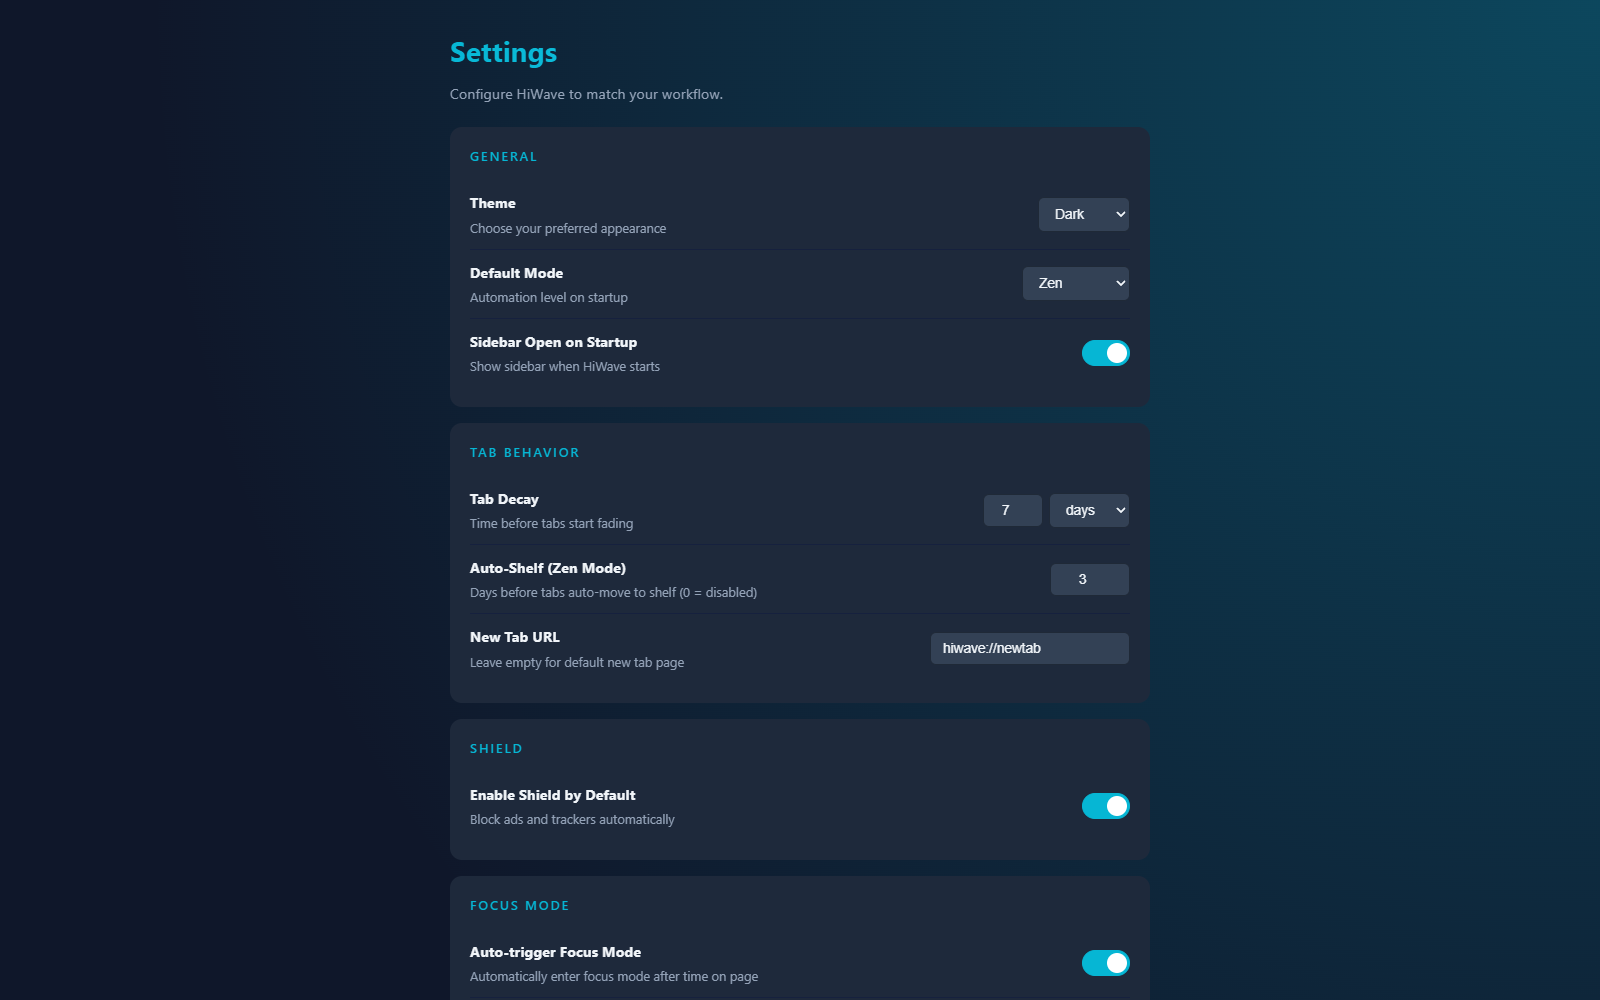 Settings
Configure HiWave to match your workflow.
GENERAL
Theme
Choose your preferred appearance
Dark
Default Mode
Automation level on startup
Zen
Sidebar Open on Startup
Show sidebar when HiWave starts
TAB BEHAVIOR
Tab Decay
Time before tabs start fading
7 days
Auto-Shelf (Zen Mode)
Days before tabs auto-move to shelf (0 = disabled)
3
New Tab URL
Leave empty for default new tab page
hiwave://newtab
SHIELD
Enable Shield by Default
Block ads and trackers automatically
FOCUS MODE
Auto-trigger Focus Mode
Automatically enter focus mode after time on page